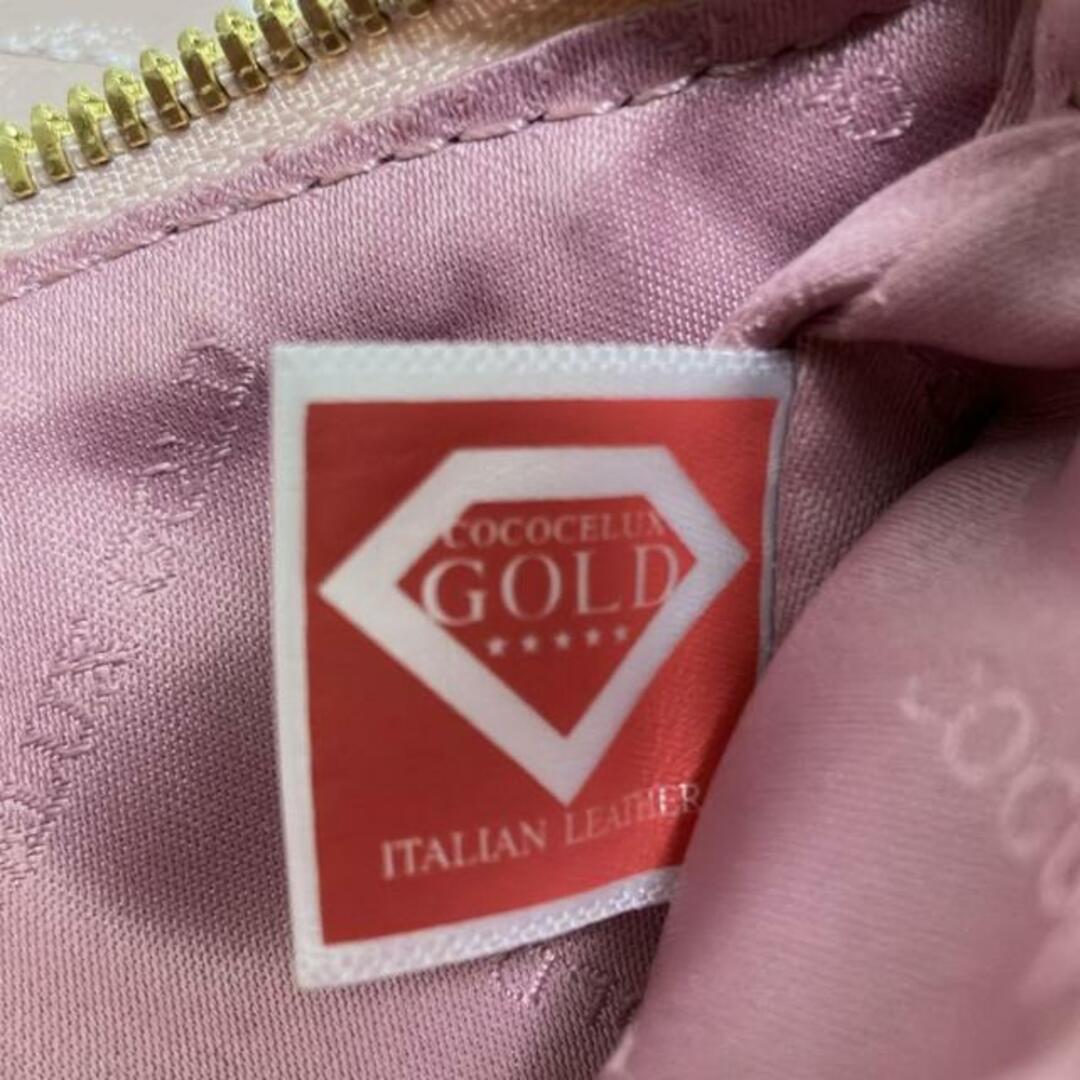 COCOCELUX
GOLD
★★★★★
ITALIAN LEATHER